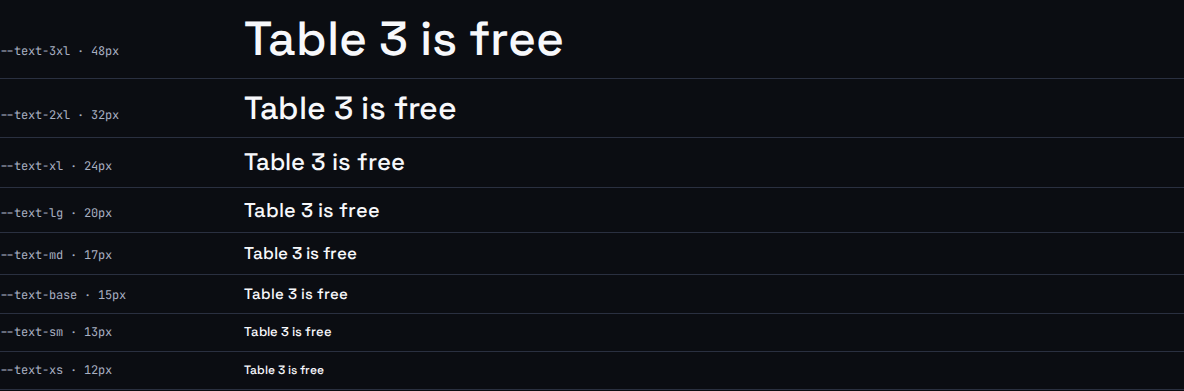 --text-3xl · 48px Table 3 is free
--text-2xl · 32px Table 3 is free
--text-xl · 24px Table 3 is free
--text-lg · 20px Table 3 is free
--text-md · 17px Table 3 is free
--text-base · 15px Table 3 is free
--text-sm · 13px Table 3 is free
--text-xs · 12px Table 3 is free